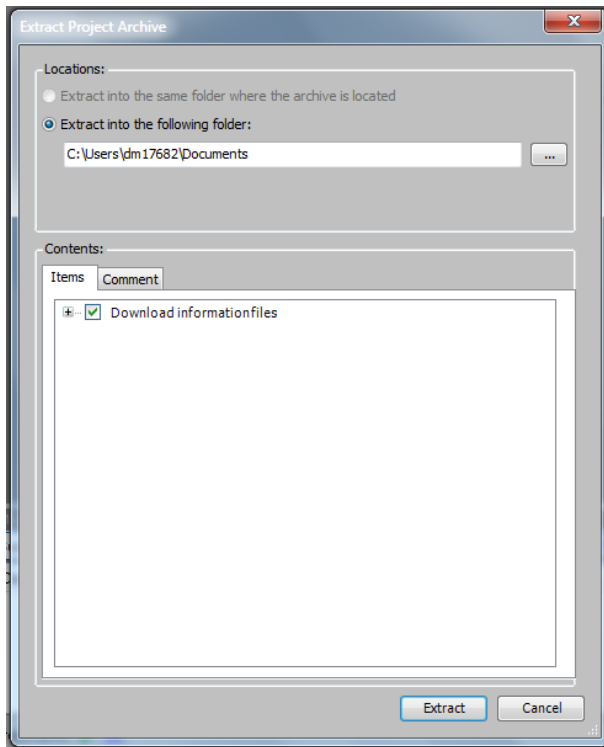 Extract Project Archive
Locations:
Extract into the same folder where the archive is located
Extract into the following folder:
C:\Users\dm17682\Documents
...
Contents:
Items
Comment
Download informationfiles
Extract
Cancel